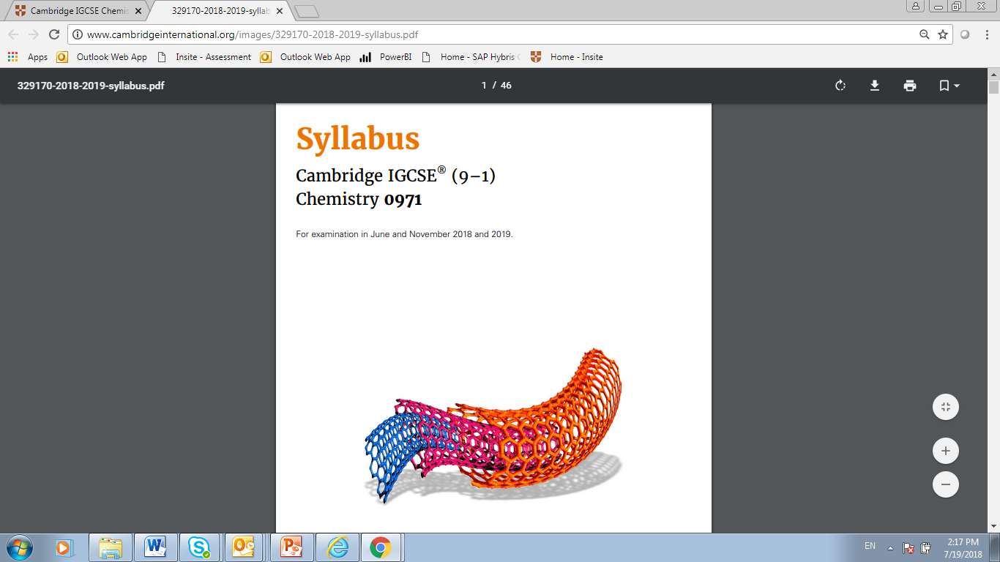 Cambridge IGCSE Chemis
329170-2018-2019-syllab
www.cambridgeinternational.org/images/329170-2018-2019-syllabus.pdf
Apps Outlook Web App Insite - Assessment Outlook Web App PowerBI Home - SAP Hybris Home - Insite
329170-2018-2019-syllabus.pdf 1 / 46
Syllabus
Cambridge IGCSE® (9–1)
Chemistry 0971
For examination in June and November 2018 and 2019.
EN 2:17 PM
7/19/2018